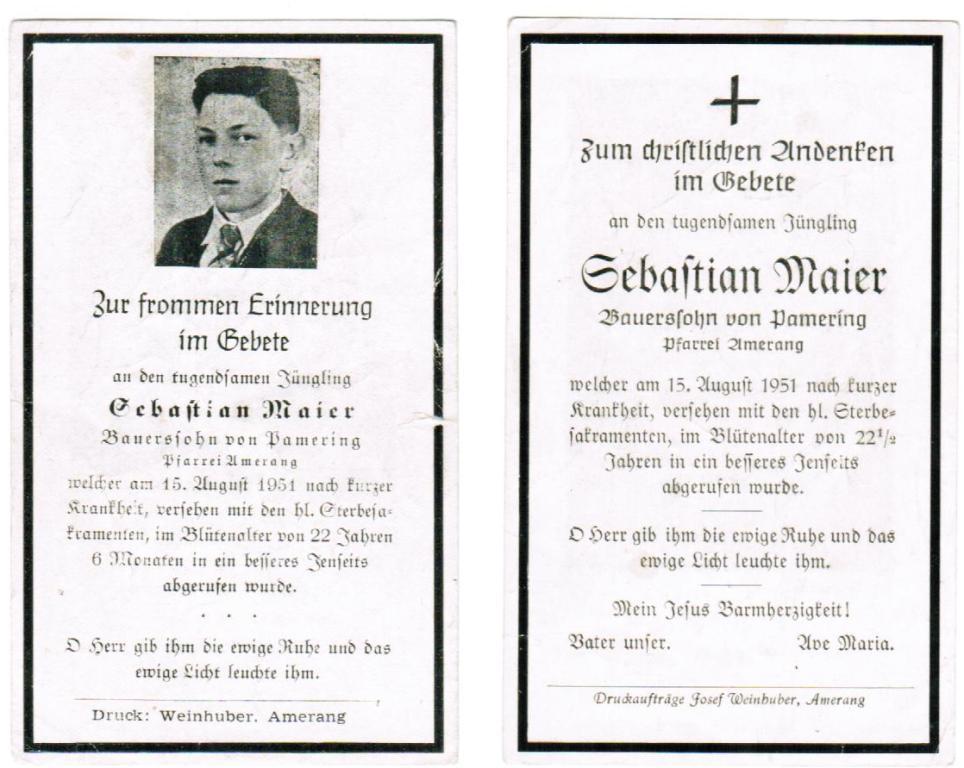 Zur frommen Erinnerung
im Gebete
an den tugendsamen Jüngling
Sebastian Maier
Bauerssohn von Pamering
Pfarrei Amerang
welcher am 15. August 1951 nach kurzer
Krankheit, versehen mit den hl. Sterbesa-
kramenten, im Blütenalter von 22 Jahren
6 Monaten in ein besseres Jenseits
abgerufen wurde.
. . .
O Herr gib ihm die ewige Ruhe und das
ewige Licht leuchte ihm.
Druck: Weinhuber, Amerang
Zum christlichen Andenken
im Gebete
an den tugendsamen Jüngling
Sebastian Maier
Bauerssohn von Pamering
Pfarrei Amerang
welcher am 15. August 1951 nach kurzer
Krankheit, versehen mit den hl. Sterbe-
sakramenten, im Blütenalter von 22½
Jahren in ein besseres Jenseits
abgerufen wurde.
O Herr gib ihm die ewige Ruhe und das
ewige Licht leuchte ihm.
Mein Jesus Barmherzigkeit!
Vater unser. Ave Maria.
Druckaufträge Josef Weinhuber, Amerang